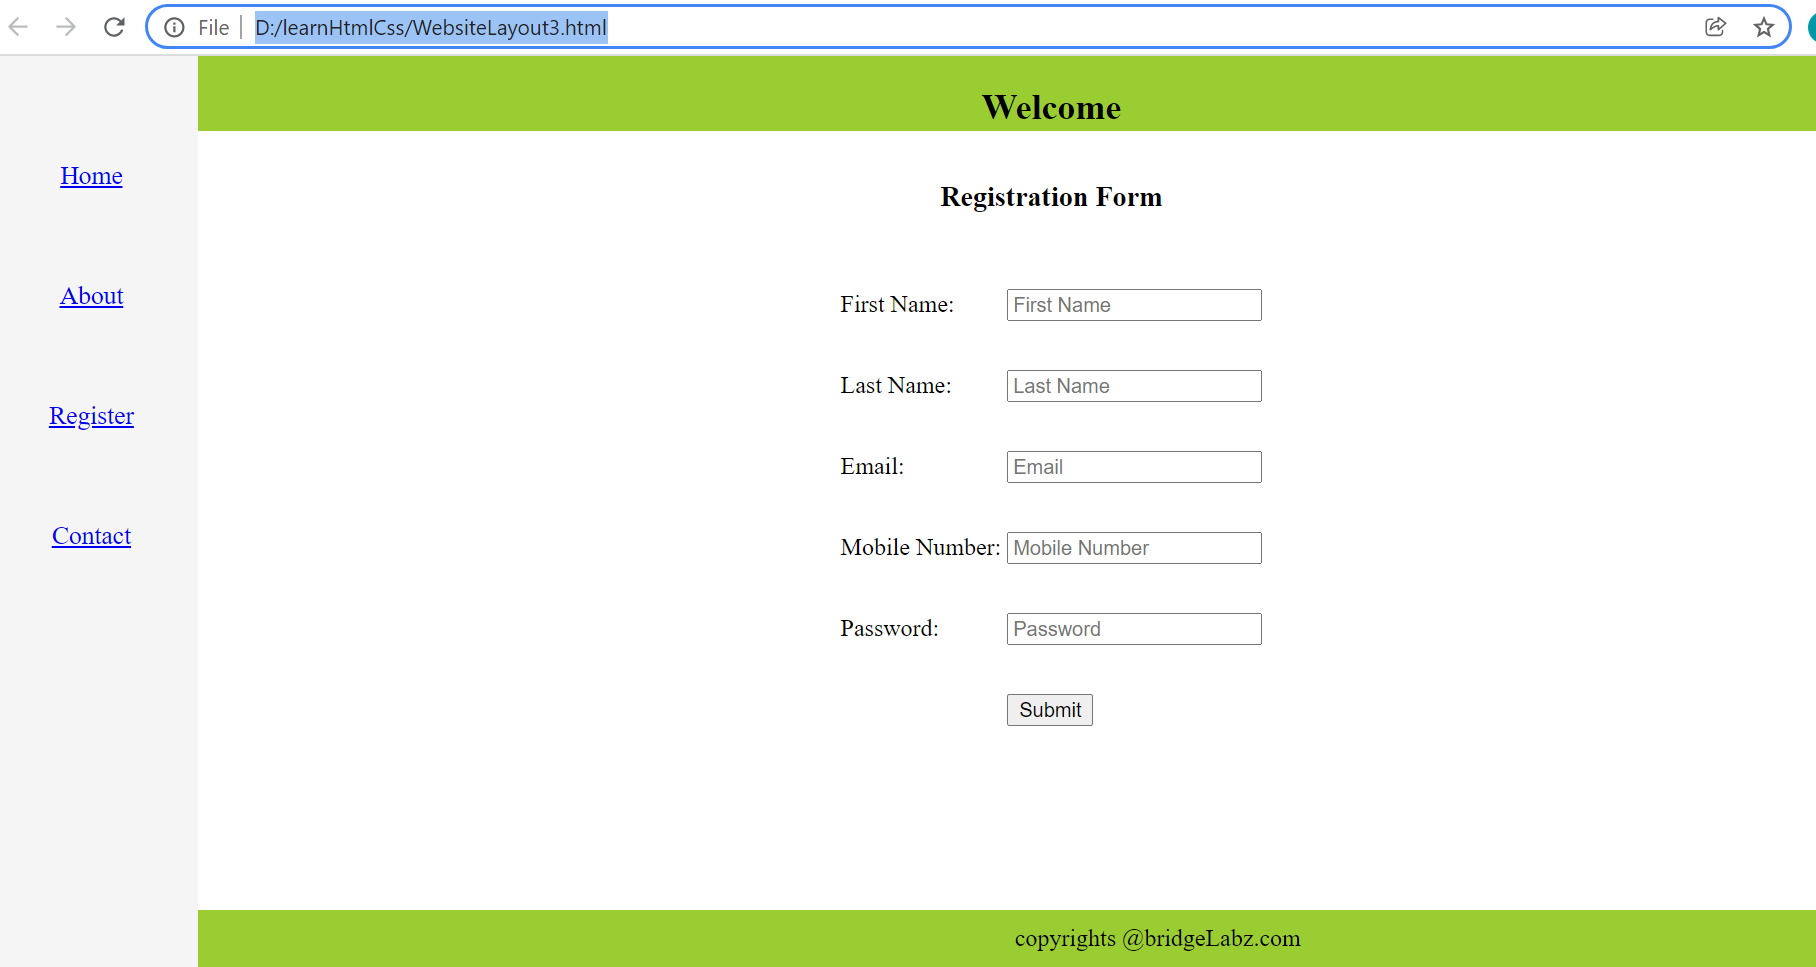 File D:/learnHtmlCss/WebsiteLayout3.html
Welcome
Home
About
Register
Contact
Registration Form
First Name: First Name
Last Name: Last Name
Email: Email
Mobile Number: Mobile Number
Password: Password
Submit
copyrights @bridgeLabz.com